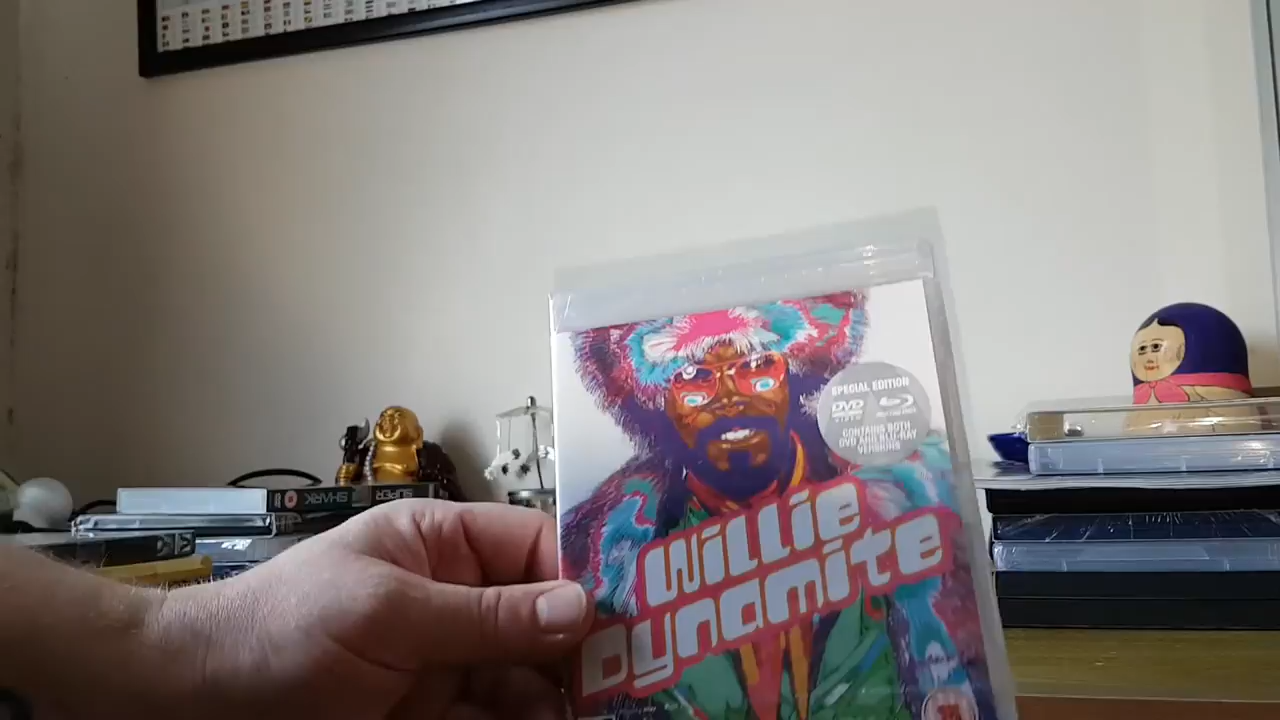 SPECIAL EDITION
DVD
CONTAINS BOTH
DVD AND BLU-RAY
VERSIONS
Willie
Dynamite
SHARK
SUPER